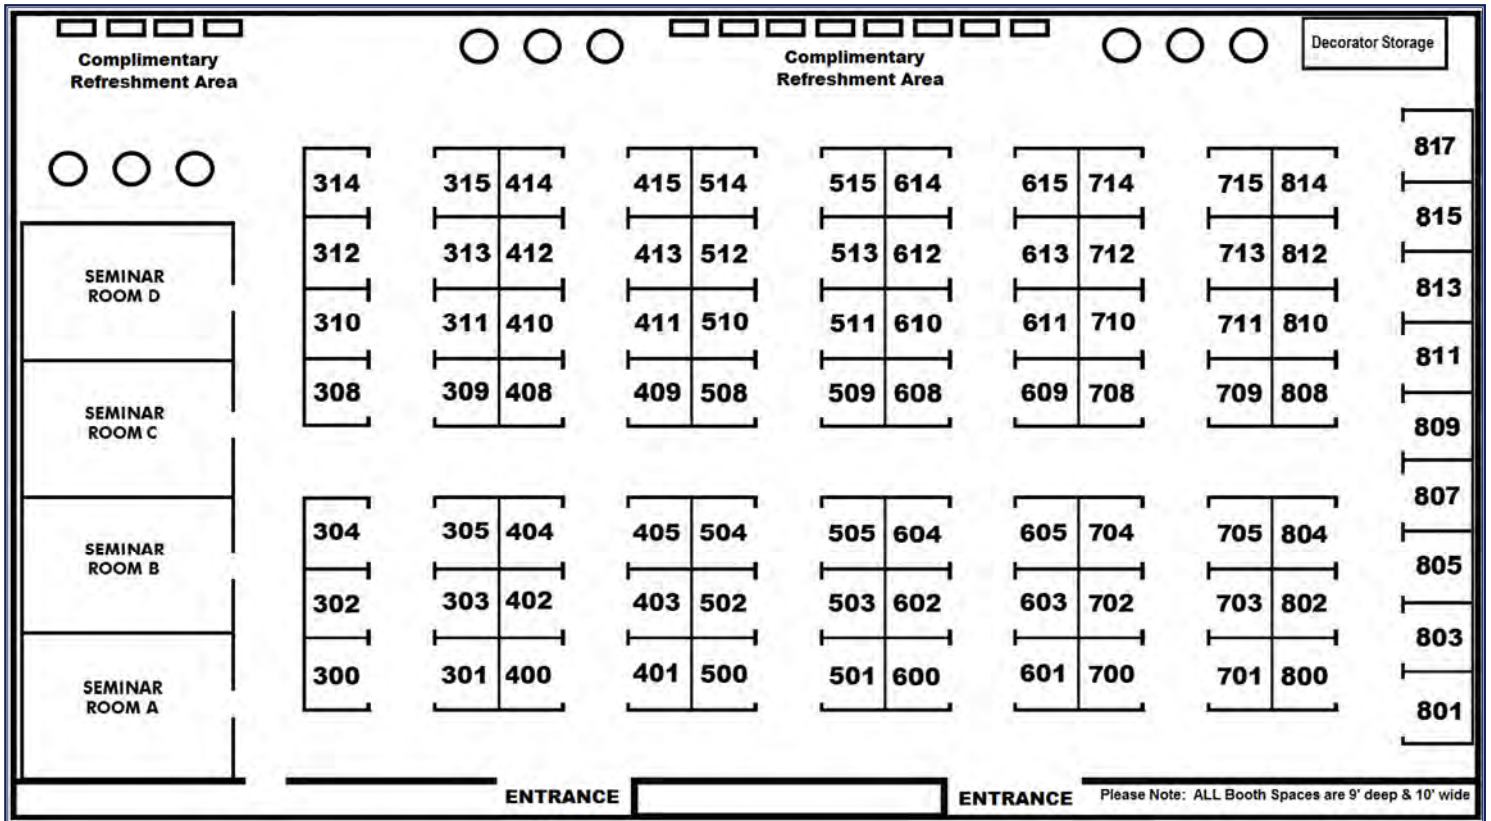 Complimentary
Refreshment Area
Complimentary
Refreshment Area
Decorator Storage
314 315 414 415 514 515 614 615 714 715 814
312 313 412 413 512 513 612 613 712 713 812
310 311 410 411 510 511 610 611 710 711 810
308 309 408 409 508 509 608 609 708 709 808
304 305 404 405 504 505 604 605 704 705 804
302 303 402 403 502 503 602 603 702 703 802
300 301 400 401 500 501 600 601 700 701 800
817
815
813
811
809
807
805
803
801
SEMINAR
ROOM D
SEMINAR
ROOM C
SEMINAR
ROOM B
SEMINAR
ROOM A
ENTRANCE
ENTRANCE
Please Note: ALL Booth Spaces are 9' deep & 10' wide